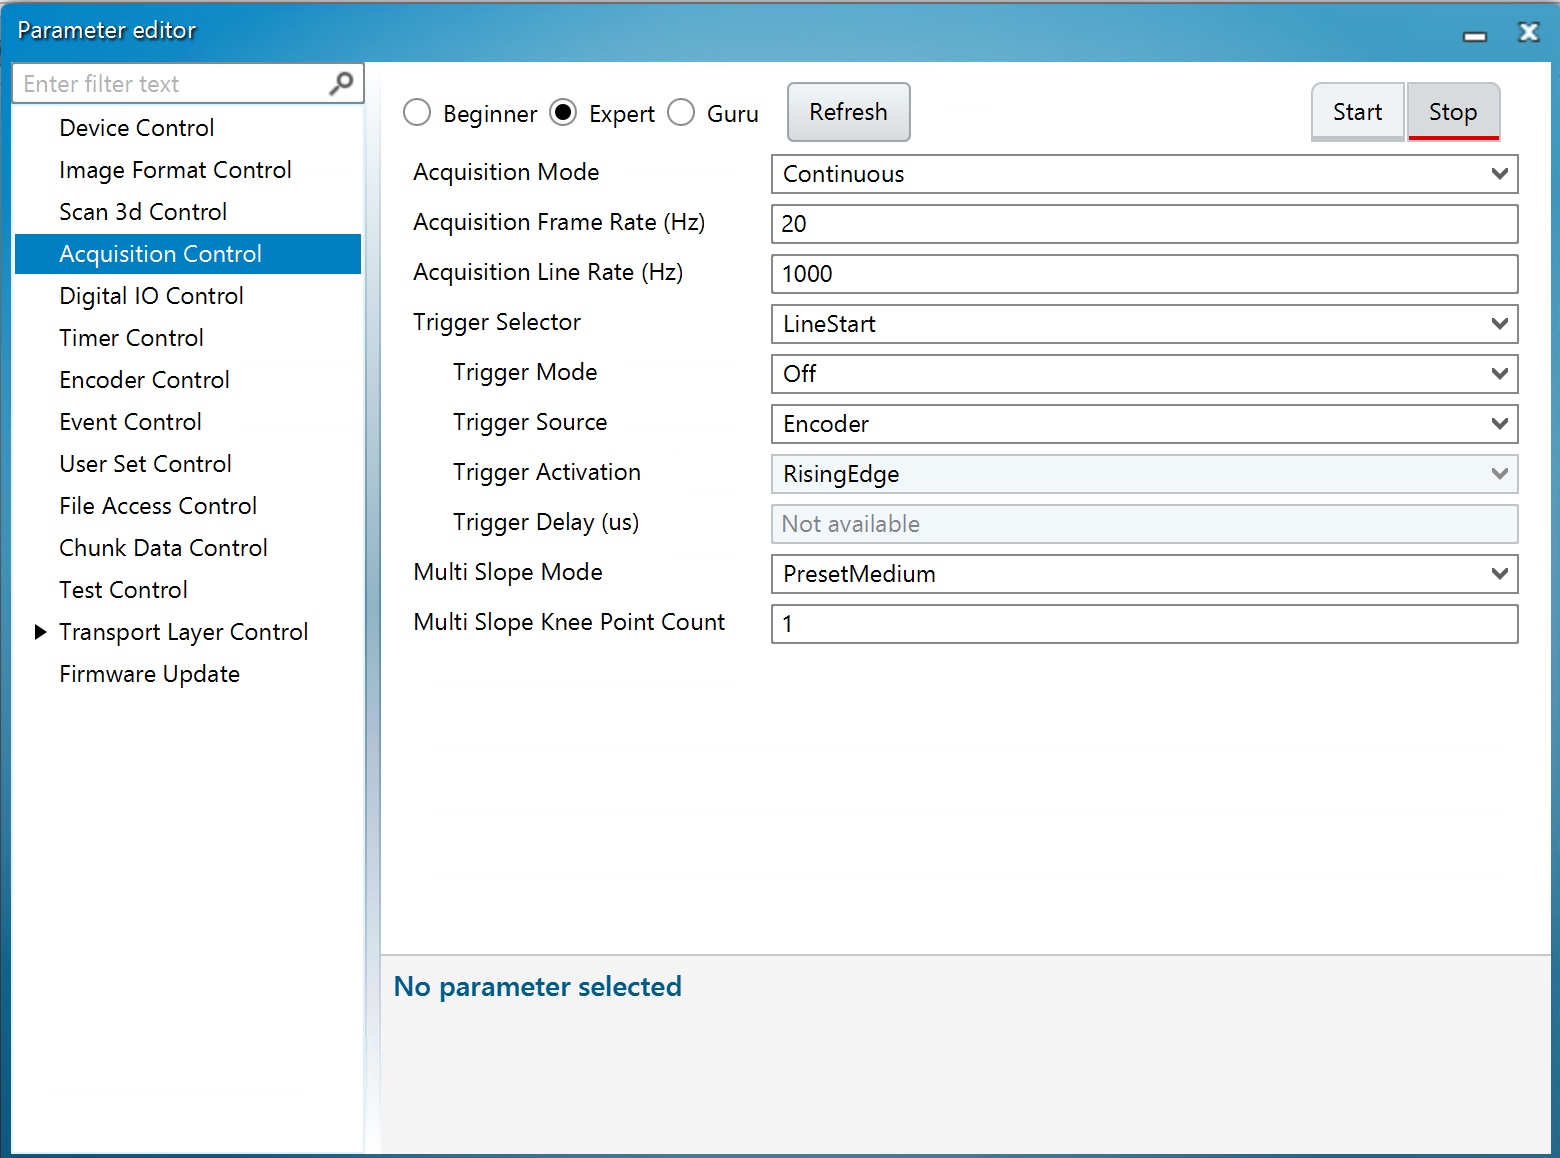 Parameter editor
Enter filter text
Device Control
Image Format Control
Scan 3d Control
Acquisition Control
Digital IO Control
Timer Control
Encoder Control
Event Control
User Set Control
File Access Control
Chunk Data Control
Test Control
Transport Layer Control
Firmware Update
Beginner Expert Guru Refresh Start Stop
Acquisition Mode Continuous
Acquisition Frame Rate (Hz) 20
Acquisition Line Rate (Hz) 1000
Trigger Selector LineStart
Trigger Mode Off
Trigger Source Encoder
Trigger Activation RisingEdge
Trigger Delay (us) Not available
Multi Slope Mode PresetMedium
Multi Slope Knee Point Count 1
No parameter selected